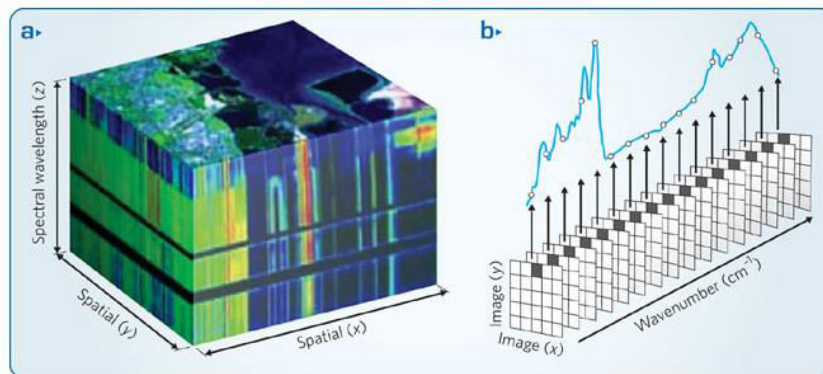 a▸
Spectral wavelength (z)
Spatial (y)
Spatial (x)
b▸
Image (y)
Image (x)
Wavenumber (cm⁻¹)